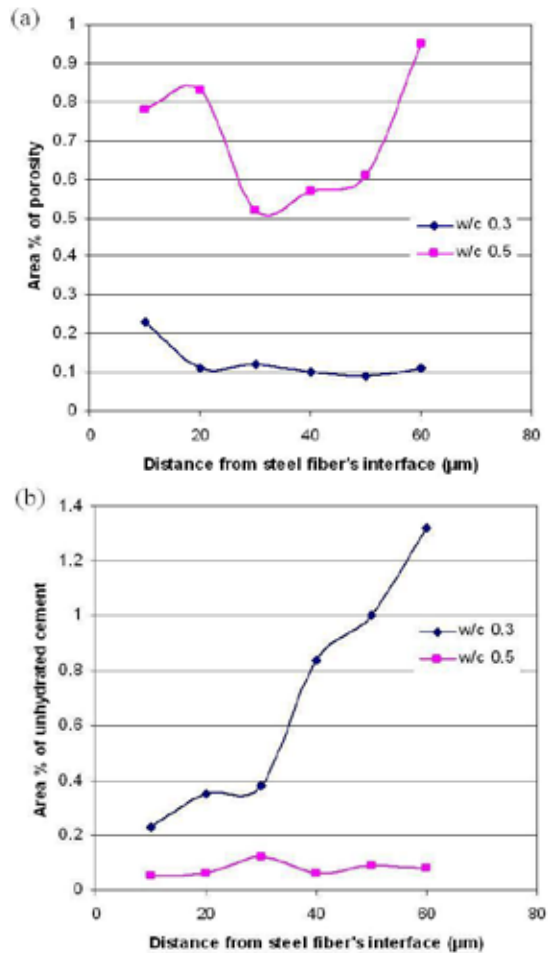 (a)
1
0.9
0.8
0.7
0.6
0.5
0.4
0.3
0.2
0.1
0
Area % of porosity
w/c 0.3
w/c 0.5
0 20 40 60 80
Distance from steel fiber's interface (µm)
(b)
1.4
1.2
1
0.8
0.6
0.4
0.2
0
Area % of unhydrated cement
w/c 0.3
w/c 0.5
0 20 40 60 80
Distance from steel fiber's interface (µm)